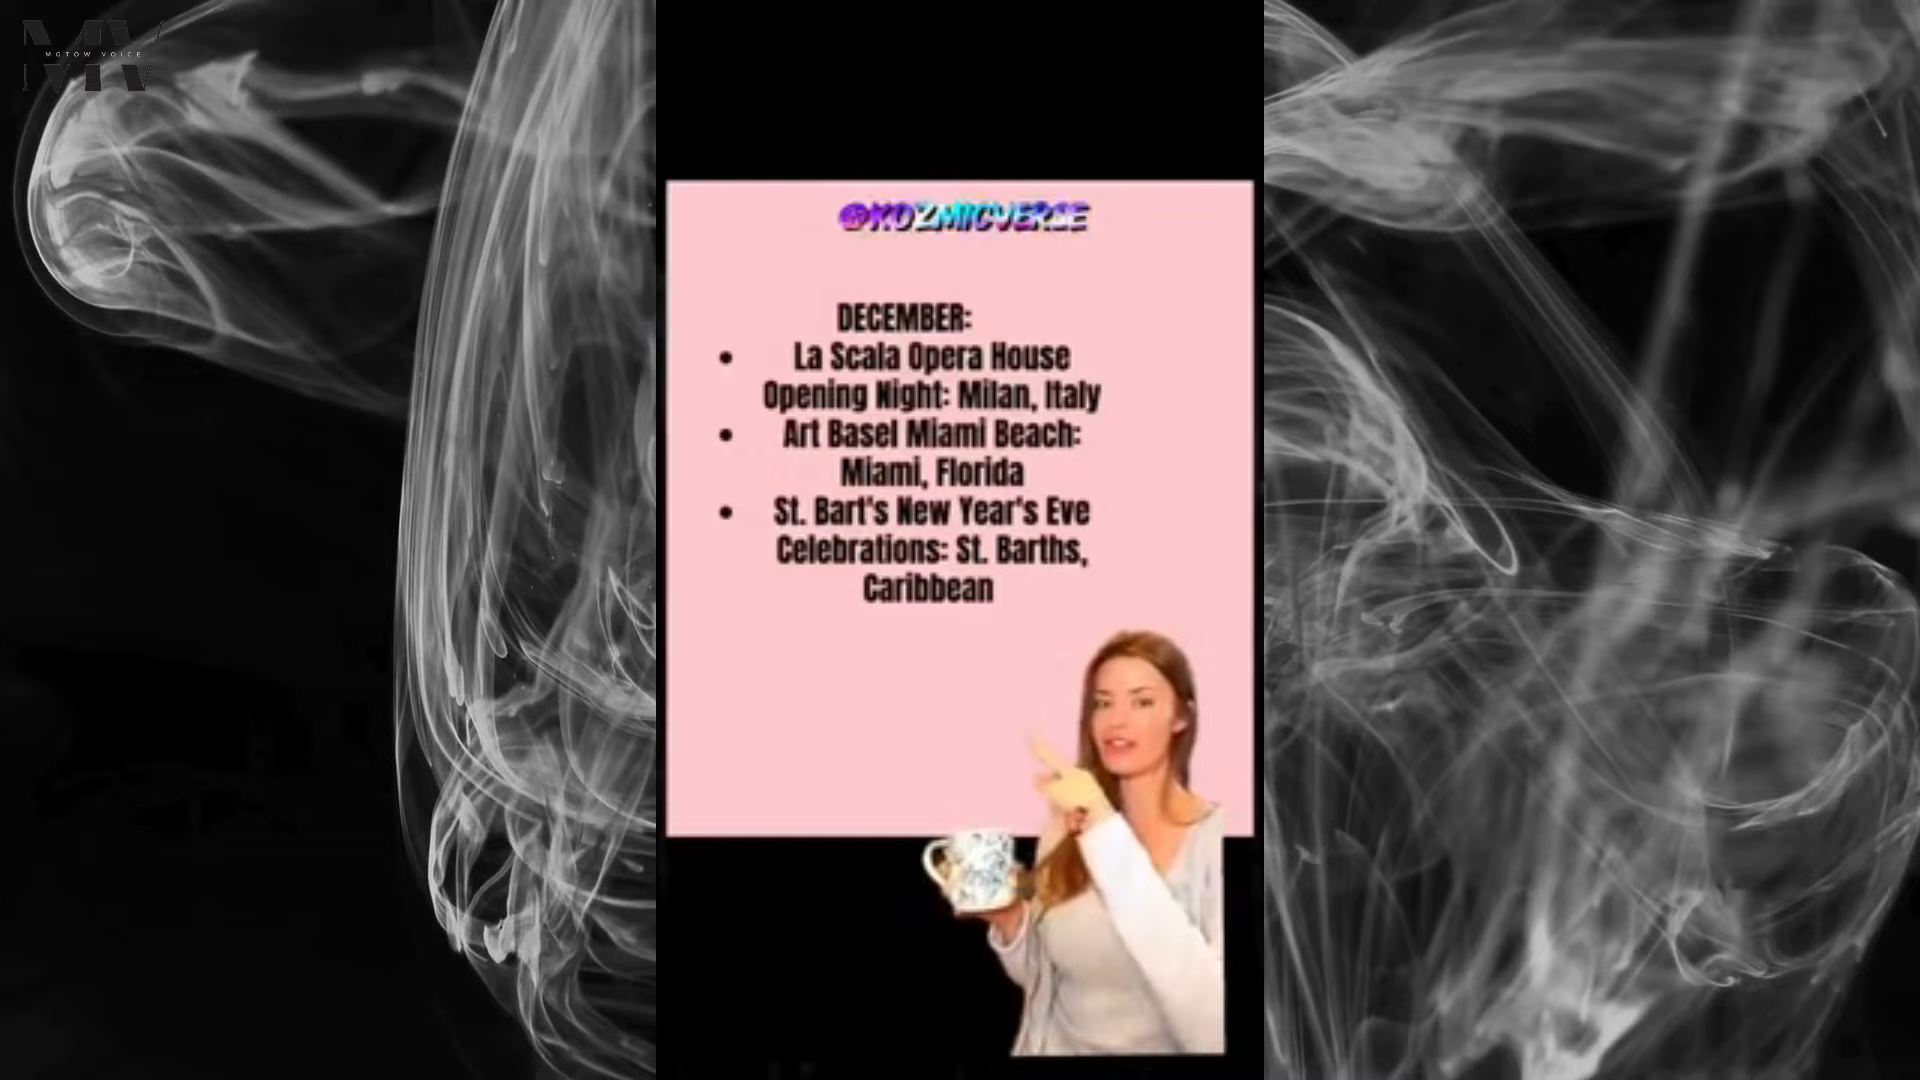 MV
MGTOW VOICE
@KOZMICVERSE
DECEMBER:
• La Scala Opera House
Opening Night: Milan, Italy
• Art Basel Miami Beach:
Miami, Florida
• St. Bart's New Year's Eve
Celebrations: St. Barths,
Caribbean